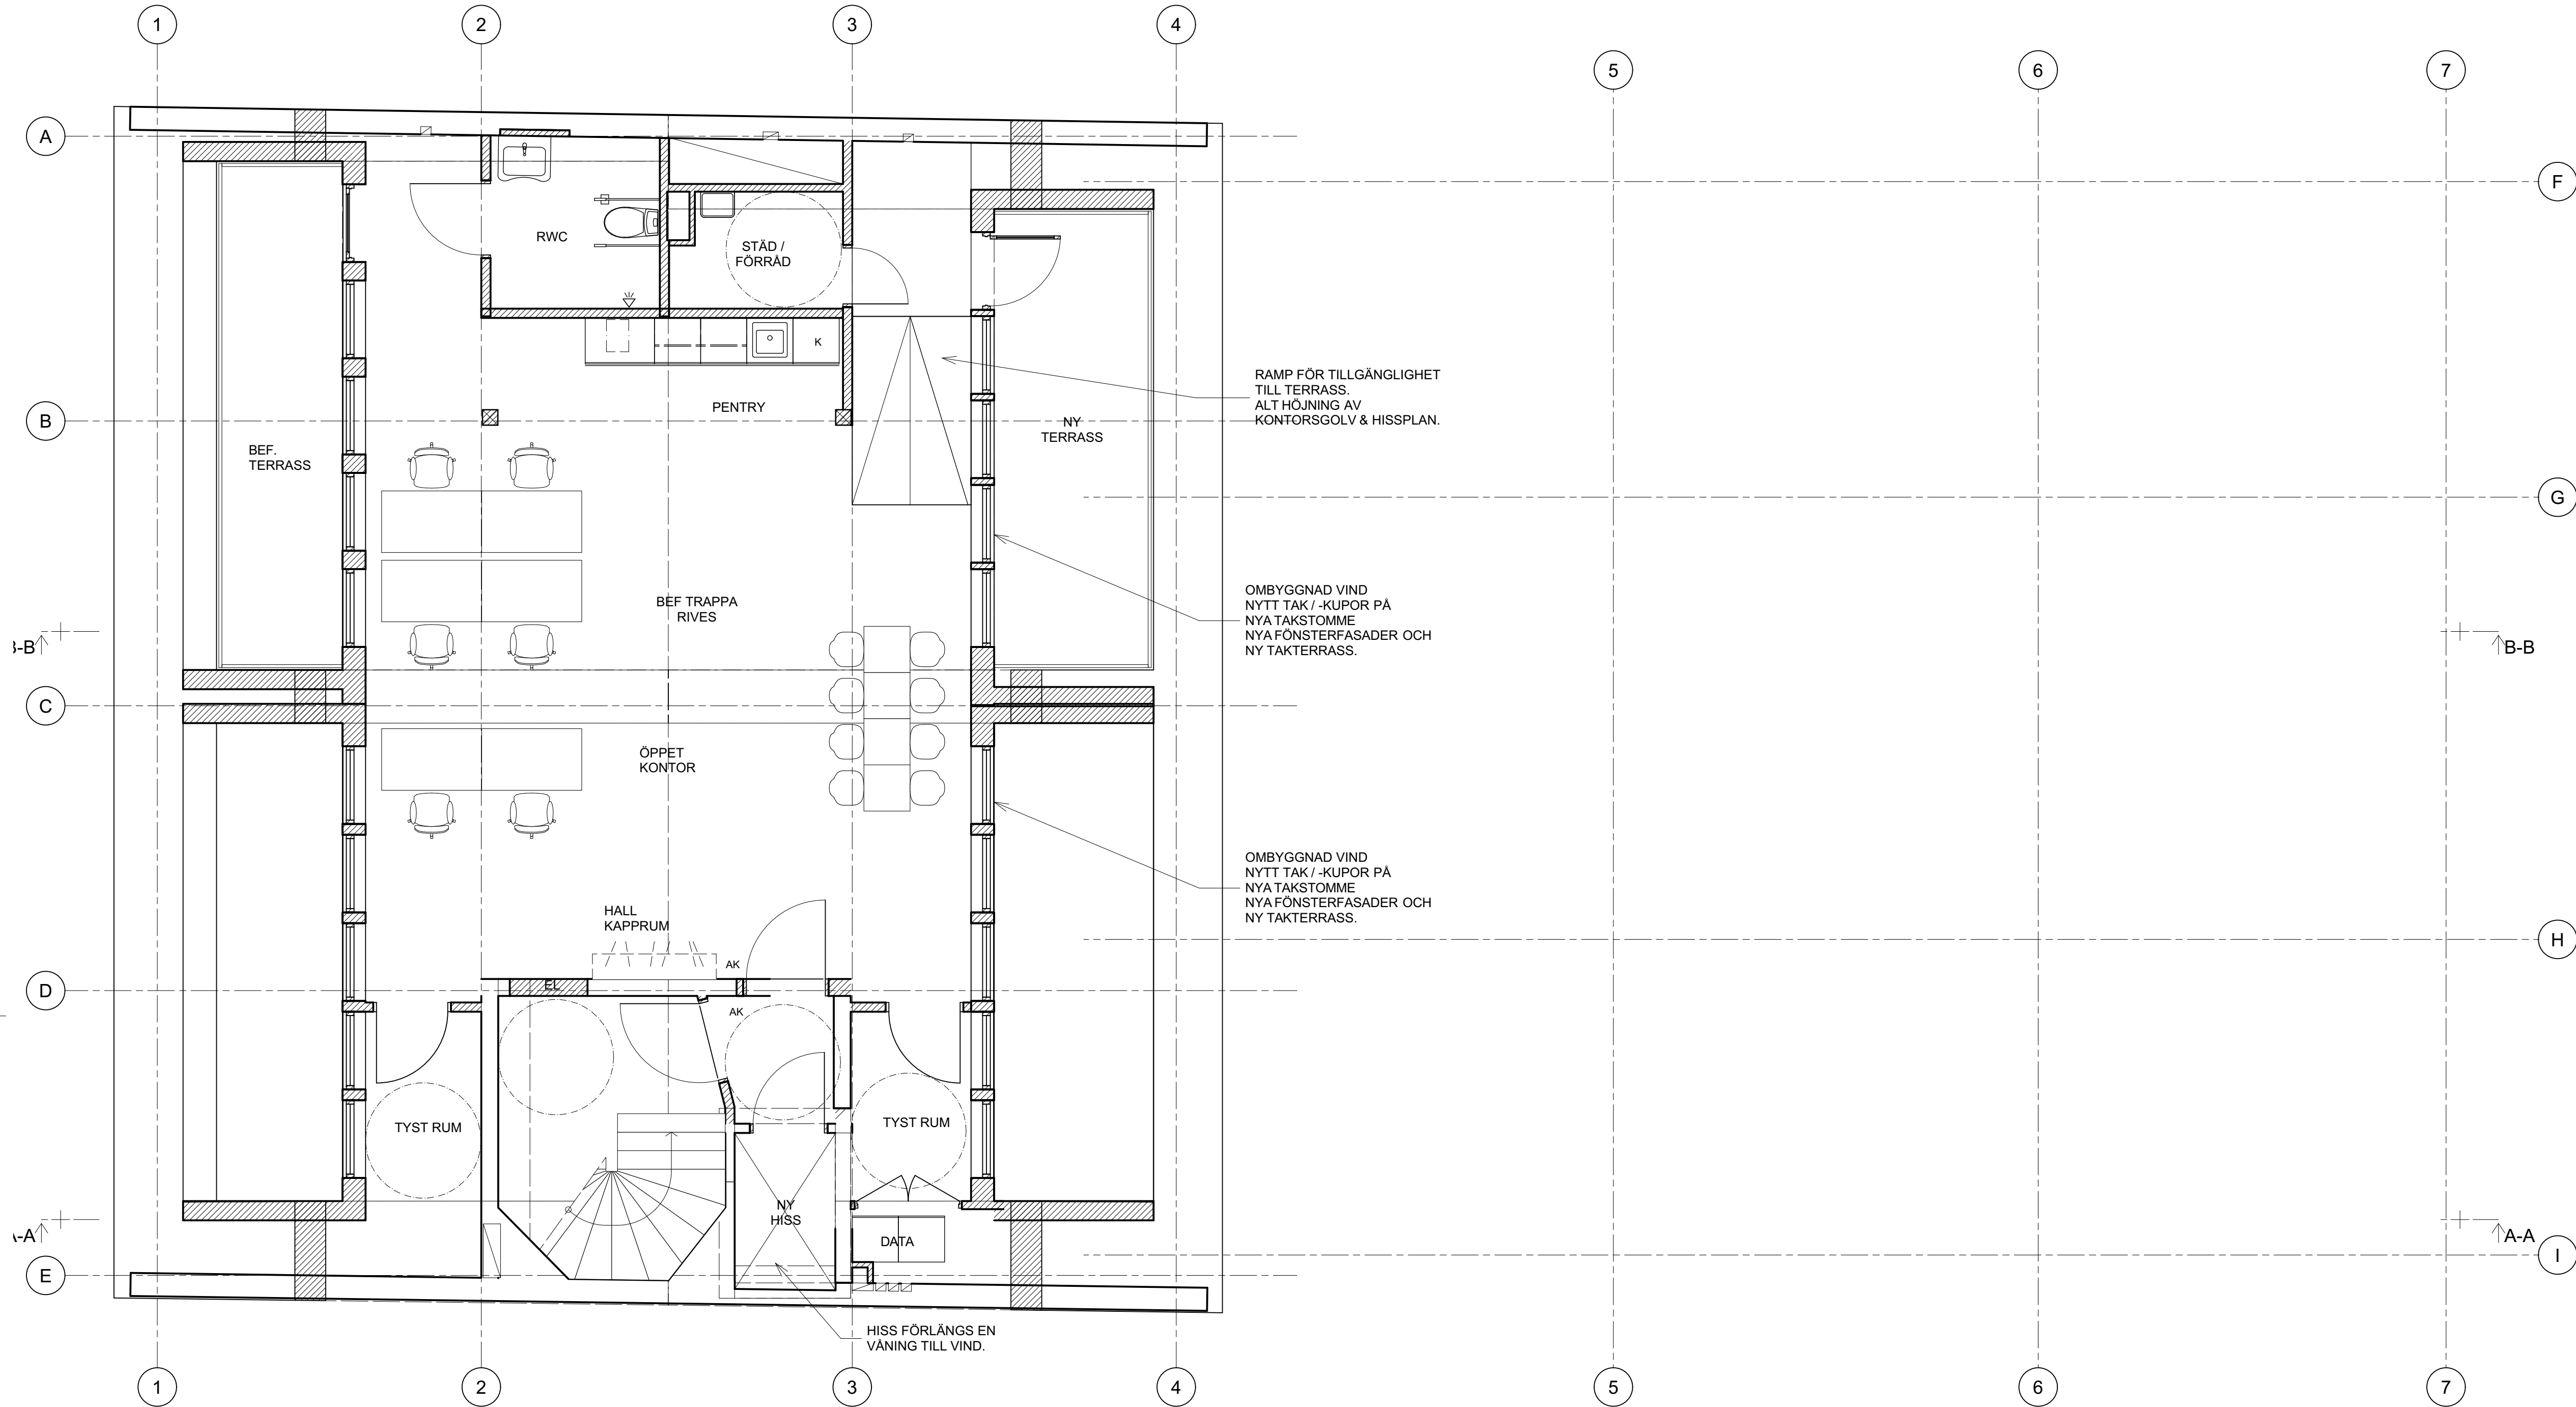 1
2
3
4
5
6
7
A
F
RWC
STÄD /
FÖRRÅD
K
RAMP FÖR TILLGÄNGLIGHET
TILL TERRASS.
ALT HÖJNING AV
KONTORSGOLV & HISSPLAN.
PENTRY
B
NY
TERRASS
BEF.
TERRASS
G
OMBYGGNAD VIND
NYTT TAK / -KUPOR PÅ
NYA TAKSTOMME
NYA FÖNSTERFASADER OCH
NY TAKTERRASS.
BEF TRAPPA
RIVES
B-B
B-B
C
ÖPPET
KONTOR
OMBYGGNAD VIND
NYTT TAK / -KUPOR PÅ
NYA TAKSTOMME
NYA FÖNSTERFASADER OCH
NY TAKTERRASS.
HALL
KAPPRUM
H
AK
EL
D
AK
TYST RUM
TYST RUM
NY
HISS
A-A
A-A
DATA
I
E
HISS FÖRLÄNGS EN
VÅNING TILL VIND.
1
2
3
4
5
6
7